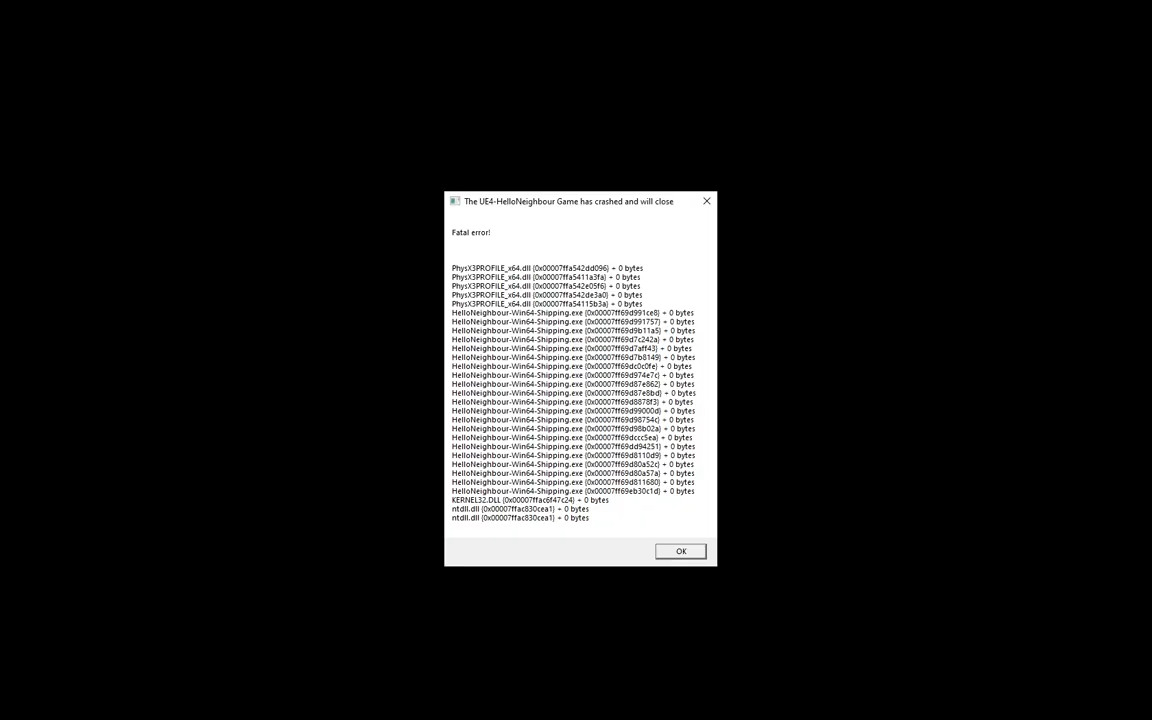 The UE4-HelloNeighbour Game has crashed and will close
Fatal error!
PhysX3PROFILE_x64.dll {0x00007ffa542dd096} + 0 bytes
PhysX3PROFILE_x64.dll {0x00007ffa5411a3fa} + 0 bytes
PhysX3PROFILE_x64.dll {0x00007ffa542e05f6} + 0 bytes
PhysX3PROFILE_x64.dll {0x00007ffa542de3a0} + 0 bytes
PhysX3PROFILE_x64.dll {0x00007ffa54115b3a} + 0 bytes
HelloNeighbour-Win64-Shipping.exe {0x00007ff69d991ce8} + 0 bytes
HelloNeighbour-Win64-Shipping.exe {0x00007ff69d991757} + 0 bytes
HelloNeighbour-Win64-Shipping.exe {0x00007ff69d9b11a5} + 0 bytes
HelloNeighbour-Win64-Shipping.exe {0x00007ff69d7c242a} + 0 bytes
HelloNeighbour-Win64-Shipping.exe {0x00007ff69d7aff43} + 0 bytes
HelloNeighbour-Win64-Shipping.exe {0x00007ff69d7b8149} + 0 bytes
HelloNeighbour-Win64-Shipping.exe {0x00007ff69dc0c0fe} + 0 bytes
HelloNeighbour-Win64-Shipping.exe {0x00007ff69d974e7c} + 0 bytes
HelloNeighbour-Win64-Shipping.exe {0x00007ff69d87e862} + 0 bytes
HelloNeighbour-Win64-Shipping.exe {0x00007ff69d87e8bd} + 0 bytes
HelloNeighbour-Win64-Shipping.exe {0x00007ff69d8878f3} + 0 bytes
HelloNeighbour-Win64-Shipping.exe {0x00007ff69d99000d} + 0 bytes
HelloNeighbour-Win64-Shipping.exe {0x00007ff69d98754c} + 0 bytes
HelloNeighbour-Win64-Shipping.exe {0x00007ff69d98b02a} + 0 bytes
HelloNeighbour-Win64-Shipping.exe {0x00007ff69dccc5ea} + 0 bytes
HelloNeighbour-Win64-Shipping.exe {0x00007ff69dd94251} + 0 bytes
HelloNeighbour-Win64-Shipping.exe {0x00007ff69d8110d9} + 0 bytes
HelloNeighbour-Win64-Shipping.exe {0x00007ff69d80a52c} + 0 bytes
HelloNeighbour-Win64-Shipping.exe {0x00007ff69d80a57a} + 0 bytes
HelloNeighbour-Win64-Shipping.exe {0x00007ff69d811680} + 0 bytes
HelloNeighbour-Win64-Shipping.exe {0x00007ff69eb30c1d} + 0 bytes
KERNEL32.DLL {0x00007ffac6f47c24} + 0 bytes
ntdll.dll {0x00007ffac830cea1} + 0 bytes
ntdll.dll {0x00007ffac830cea1} + 0 bytes
OK